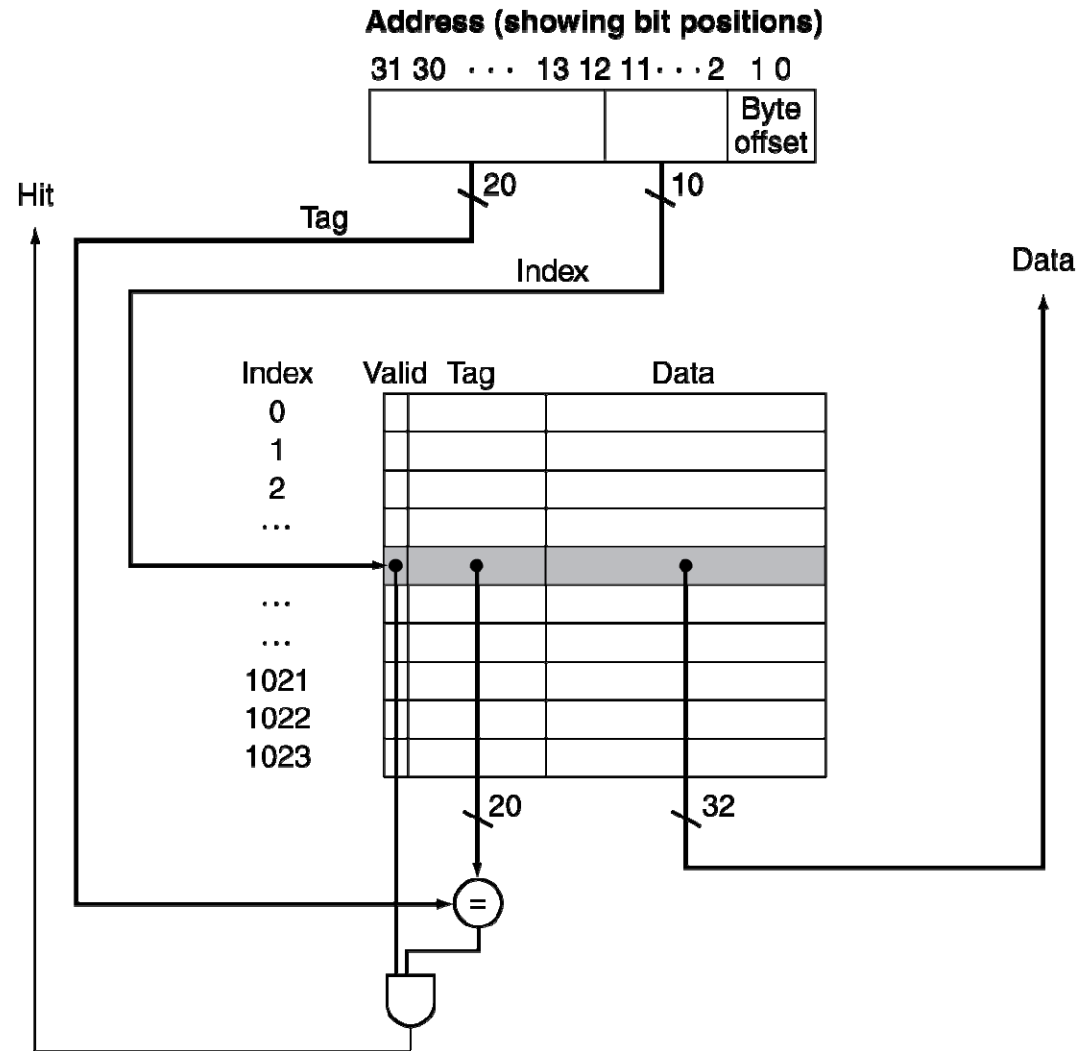 Address (showing bit positions)
31 30 · · · 13 12 11 · · · 2 1 0
Byte
offset
20
10
Hit
Tag
Index
Data
Index Valid Tag Data
0
1
2
...
...
...
1021
1022
1023
20
32
=